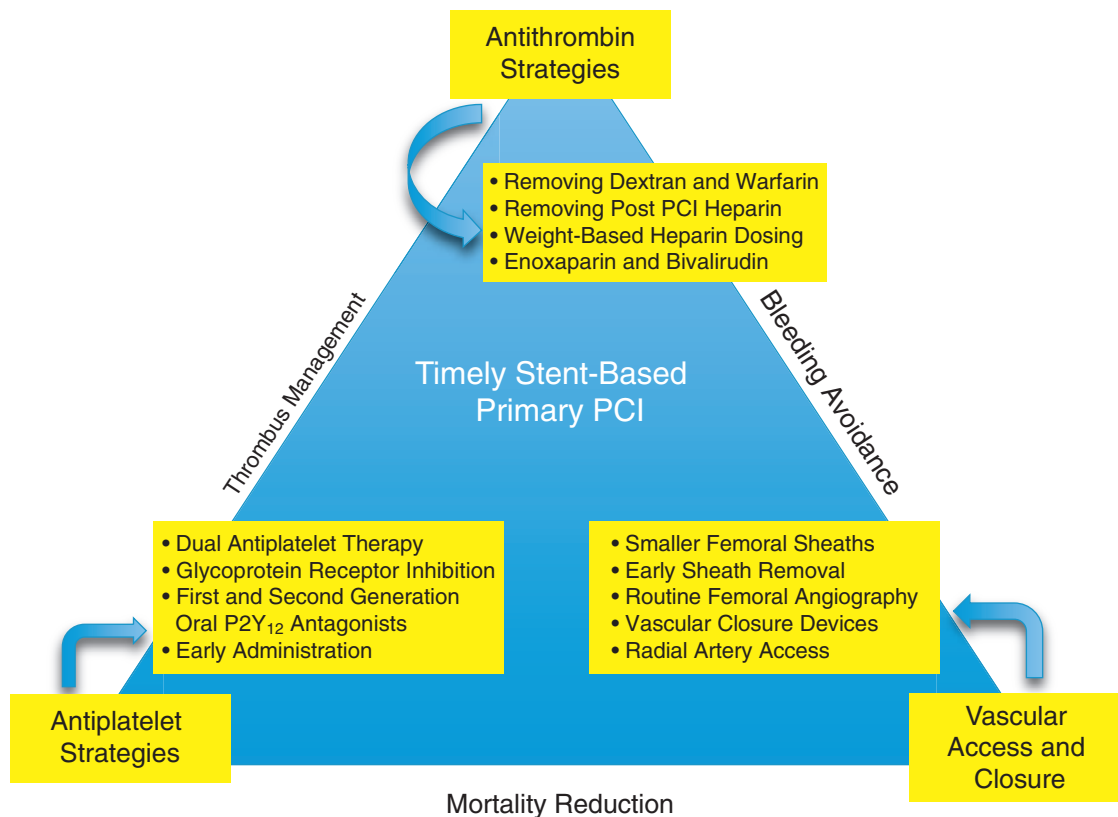 Antithrombin
Strategies
• Removing Dextran and Warfarin
• Removing Post PCI Heparin
• Weight-Based Heparin Dosing
• Enoxaparin and Bivalirudin
Thrombus Management
Bleeding Avoidance
Timely Stent-Based
Primary PCI
• Dual Antiplatelet Therapy
• Glycoprotein Receptor Inhibition
• First and Second Generation
Oral P2Y₁₂ Antagonists
• Early Administration
• Smaller Femoral Sheaths
• Early Sheath Removal
• Routine Femoral Angiography
• Vascular Closure Devices
• Radial Artery Access
Antiplatelet
Strategies
Vascular
Access and
Closure
Mortality Reduction